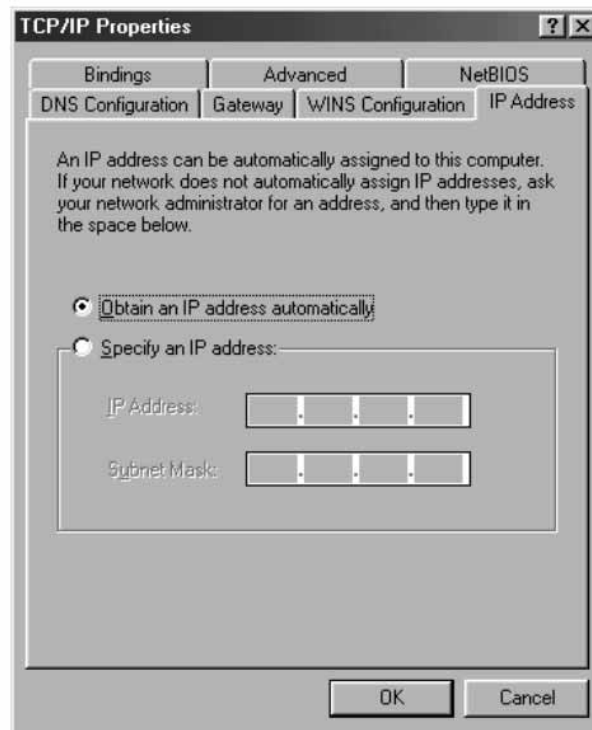 TCP/IP Properties
Bindings
Advanced
NetBIOS
DNS Configuration
Gateway
WINS Configuration
IP Address
An IP address can be automatically assigned to this computer.
If your network does not automatically assign IP addresses, ask
your network administrator for an address, and then type it in
the space below.
Obtain an IP address automatically
Specify an IP address:
IP Address:
. . .
Subnet Mask:
. . .
OK
Cancel